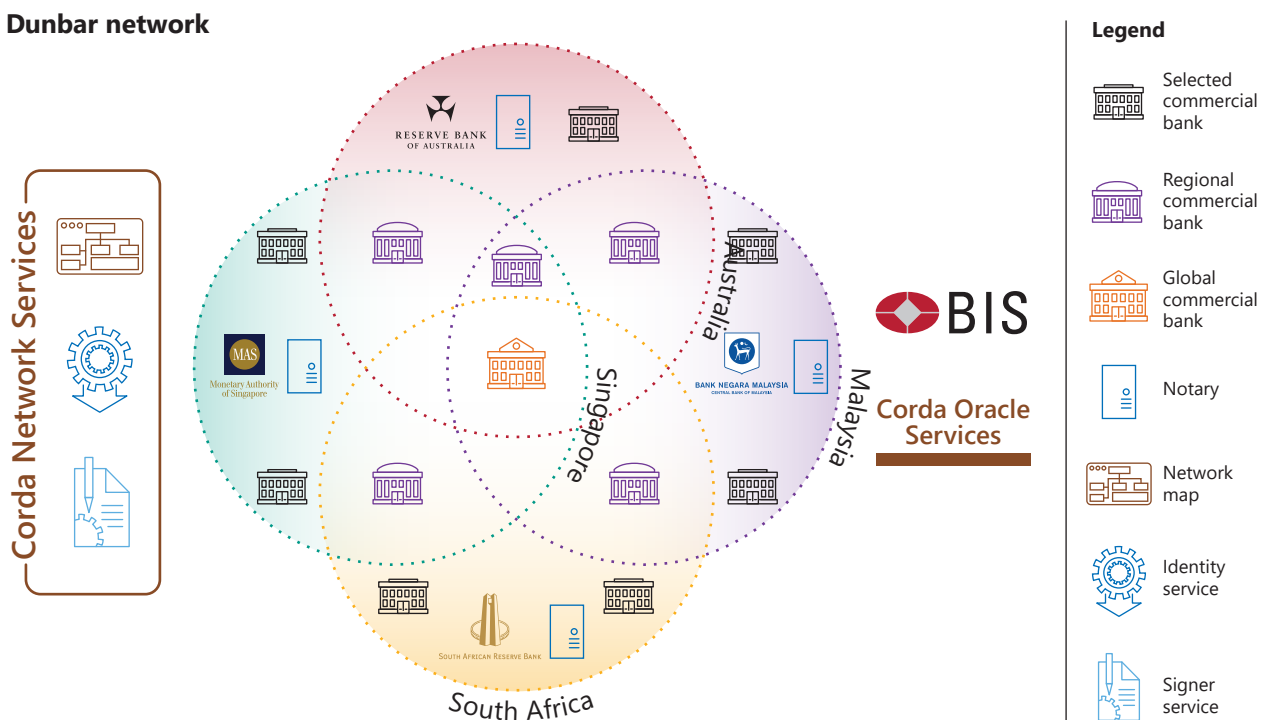 Dunbar network
Corda Network Services
RESERVE BANK
OF AUSTRALIA
MAS
Monetary Authority
of Singapore
Australia
BANK NEGARA MALAYSIA
CENTRAL BANK OF MALAYSIA
Singapore
Malaysia
SOUTH AFRICAN RESERVE BANK
South Africa
BIS
Corda Oracle
Services
Legend
Selected
commercial
bank
Regional
commercial
bank
Global
commercial
bank
Notary
Network
map
Identity
service
Signer
service